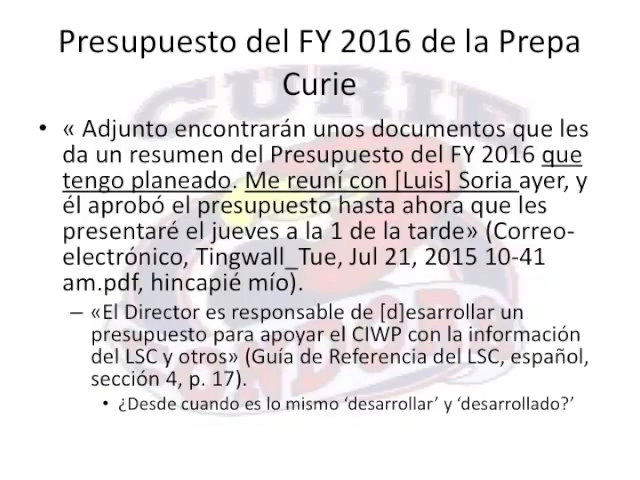 Presupuesto del FY 2016 de la Prepa
Curie
• « Adjunto encontrarán unos documentos que les
da un resumen del Presupuesto del FY 2016 que
tengo planeado. Me reuní con [Luis] Soria ayer, y
él aprobó el presupuesto hasta ahora que les
presentaré el jueves a la 1 de la tarde» (Correo-
electrónico, Tingwall_Tue, Jul 21, 2015 10-41
am.pdf, hincapié mío).
– «El Director es responsable de [d]esarrollar un
presupuesto para apoyar el CIWP con la información
del LSC y otros» (Guía de Referencia del LSC, español,
sección 4, p. 17).
• ¿Desde cuando es lo mismo ‘desarrollar’ y ‘desarrollado?’
CURIE
CONDORS